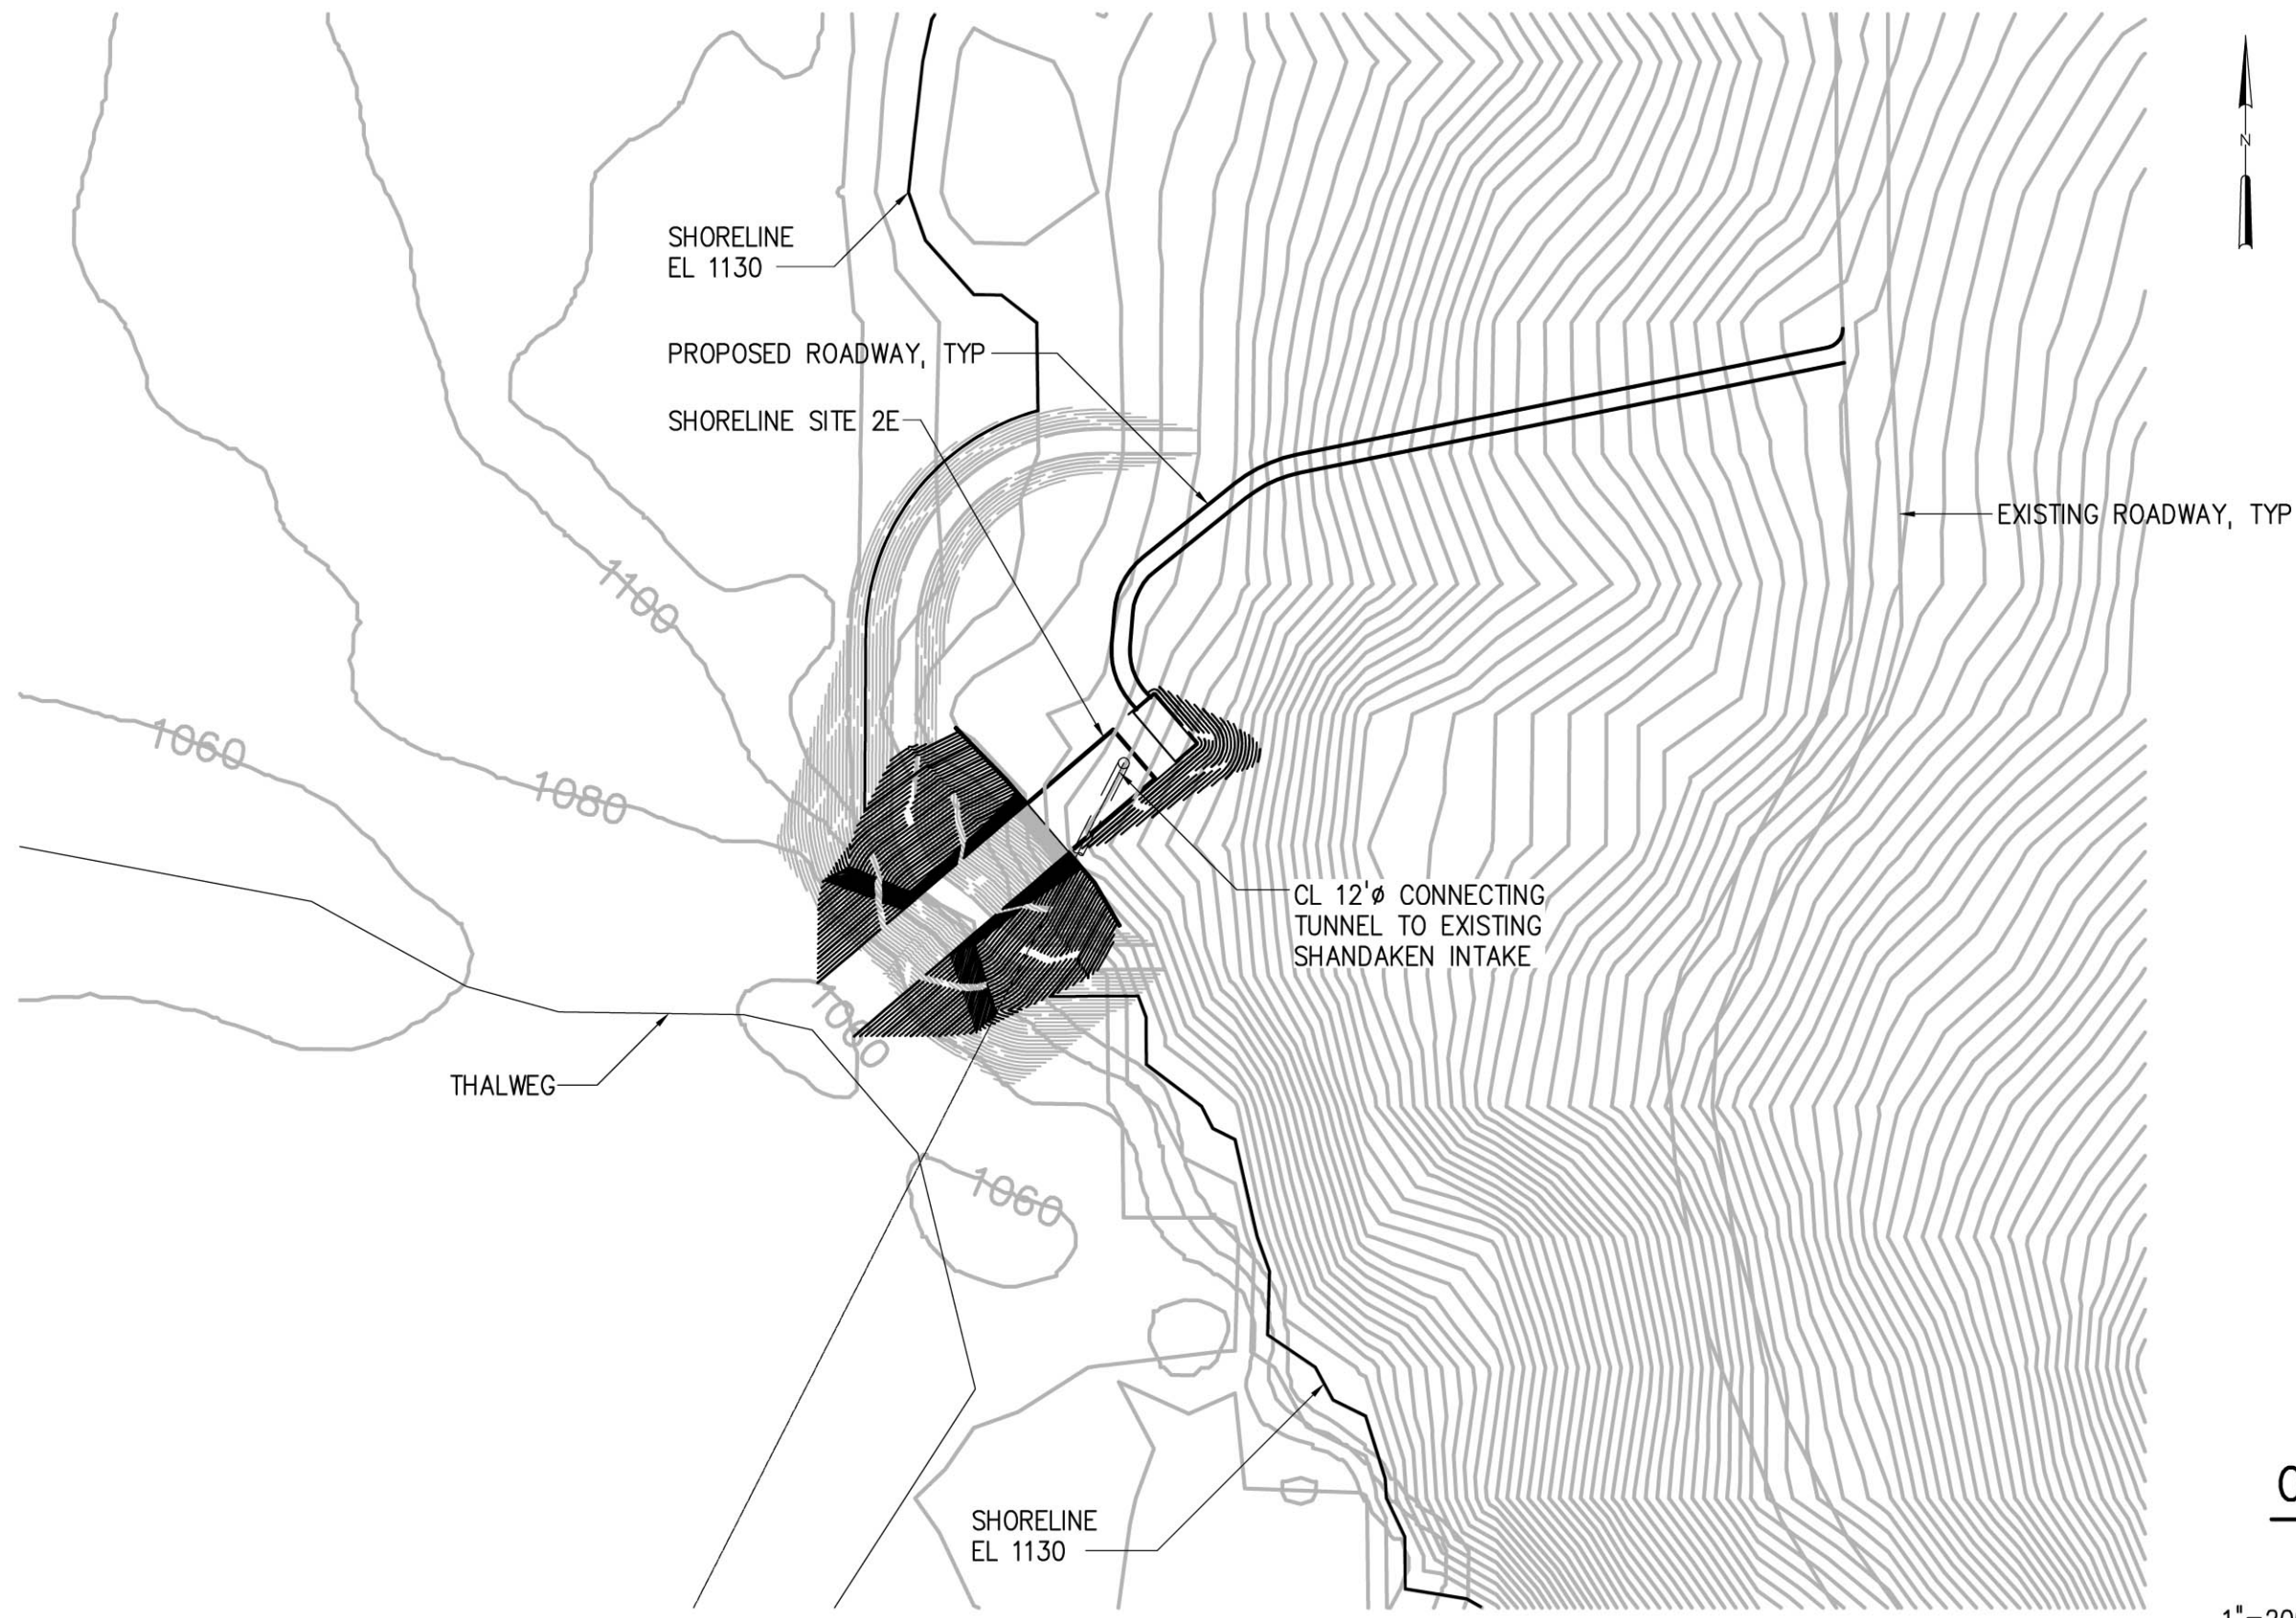 N
SHORELINE
EL 1130
PROPOSED ROADWAY, TYP
SHORELINE SITE 2E
EXISTING ROADWAY, TYP
1100
1060
1080
CL 12'ø CONNECTING
TUNNEL TO EXISTING
SHANDAKEN INTAKE
1060
THALWEG
1060
SHORELINE
EL 1130